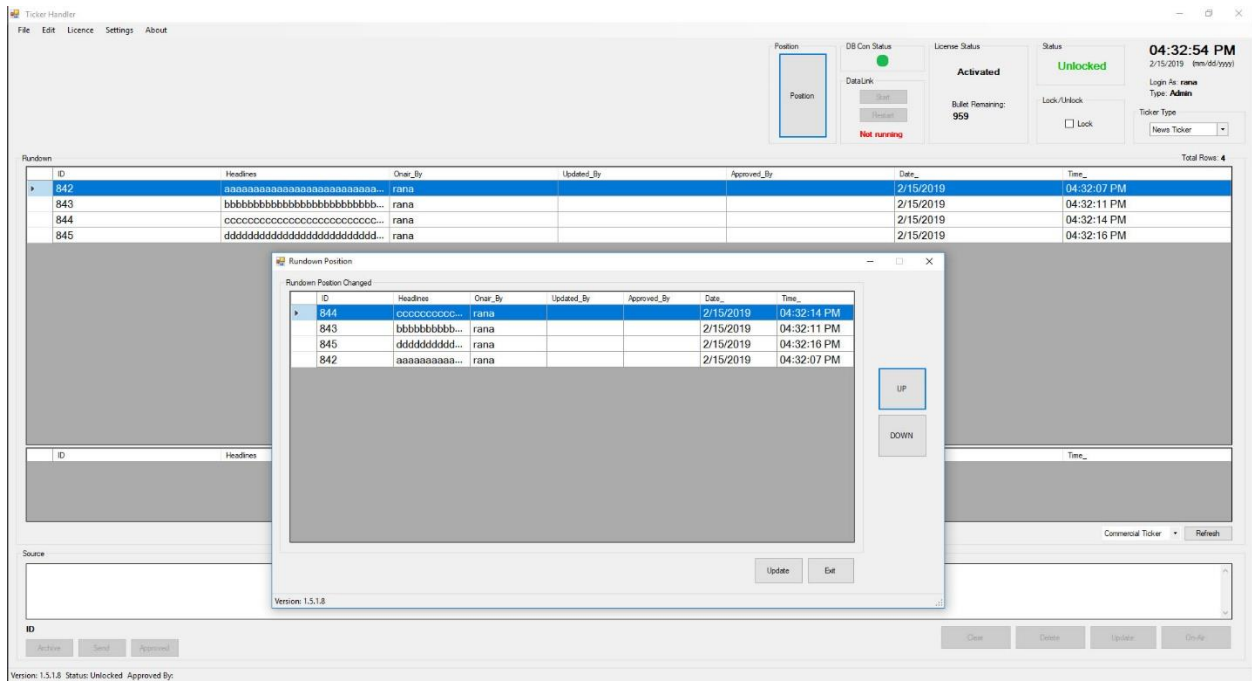 Ticker Handler
File Edit Licence Settings About
Position
Position
DB Con Status
DataLink
Start
Restart
Not running
License Status
Activated
Bullet Remaining:
959
Status
Unlocked
Lock/Unlock
Lock
04:32:54 PM
2/15/2019 (mm/dd/yyyy)
Login As: rana
Type: Admin
Ticker Type
News Ticker
Rundown
Total Rows: 4
ID Headlines Onair_By Updated_By Approved_By Date_ Time_
842 aaaaaaaaaaaaaaaaaaaaaaaaaa... rana 2/15/2019 04:32:07 PM
843 bbbbbbbbbbbbbbbbbbbbbbbbbb... rana 2/15/2019 04:32:11 PM
844 cccccccccccccccccccccccccc... rana 2/15/2019 04:32:14 PM
845 dddddddddddddddddddddddddd... rana 2/15/2019 04:32:16 PM
Rundown Position
Rundown Position Changed
ID Headlines Onair_By Updated_By Approved_By Date_ Time_
844 cccccccccc... rana 2/15/2019 04:32:14 PM
843 bbbbbbbbbb... rana 2/15/2019 04:32:11 PM
845 dddddddddd... rana 2/15/2019 04:32:16 PM
842 aaaaaaaaaa... rana 2/15/2019 04:32:07 PM
UP
DOWN
Update Exit
Version: 1.5.1.8
ID Headlines Time_
Commercial Ticker Refresh
Source
ID
Archive Send Approved
Clear Delete Update On-Air
Version: 1.5.1.8 Status: Unlocked Approved By: